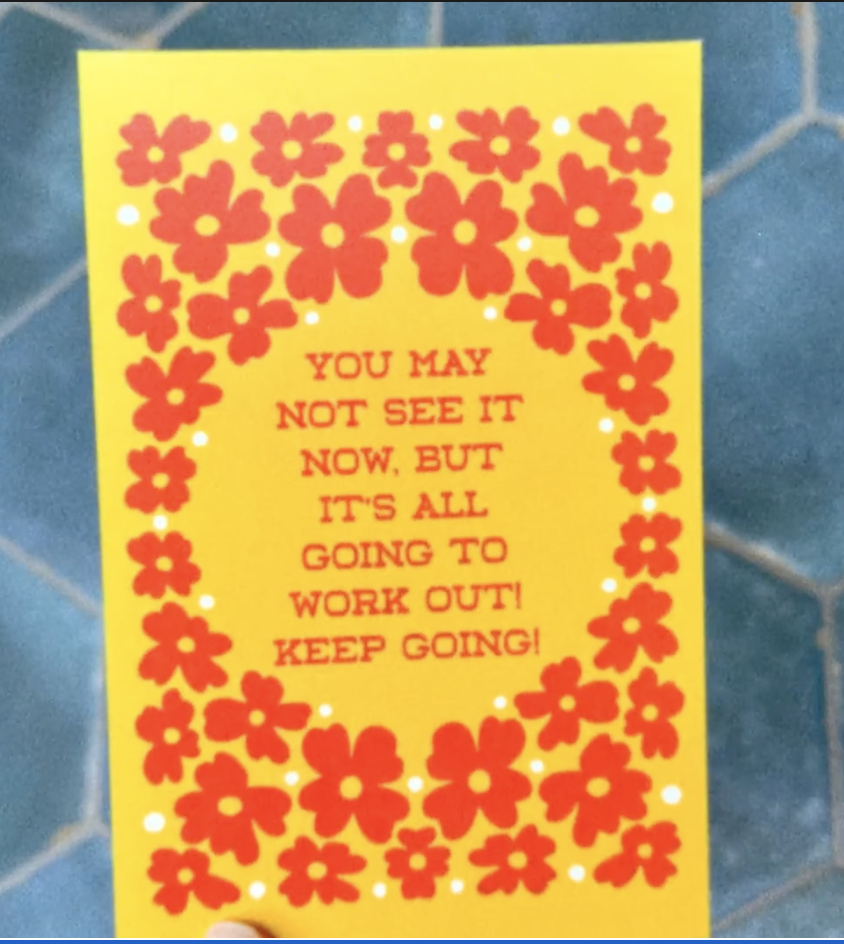 YOU MAY
NOT SEE IT
NOW, BUT
IT'S ALL
GOING TO
WORK OUT!
KEEP GOING!